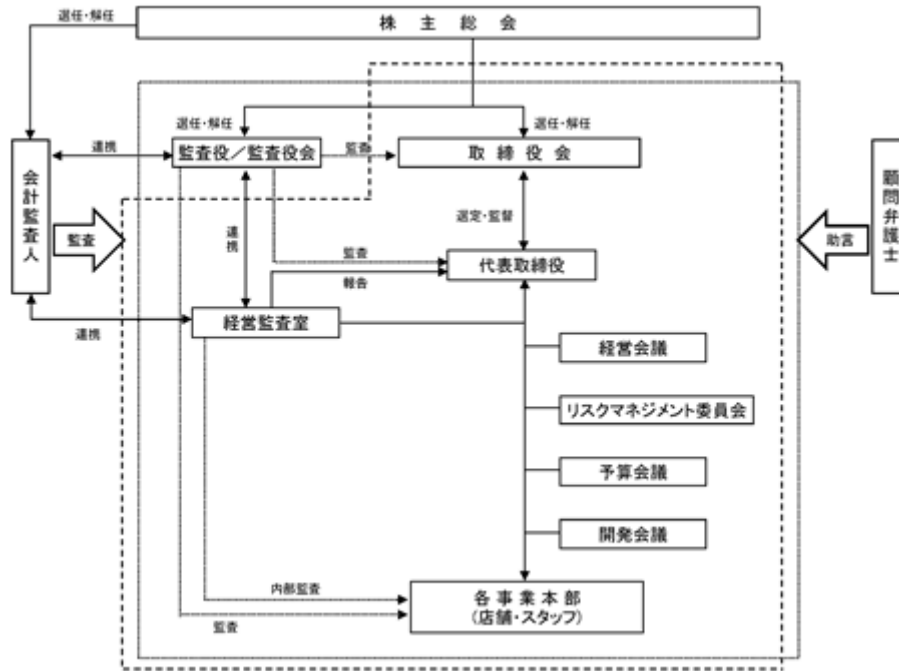 選任・解任
株主総会
選任・解任
選任・解任
連携
監査役／監査役会
監査
取締役会
会計監査人
顧問弁護士
監査
連携
選定・監督
助言
監査
代表取締役
報告
経営監査室
連携
経営会議
リスクマネジメント委員会
予算会議
開発会議
内部監査
各事業本部
(店舗・スタッフ)
監査